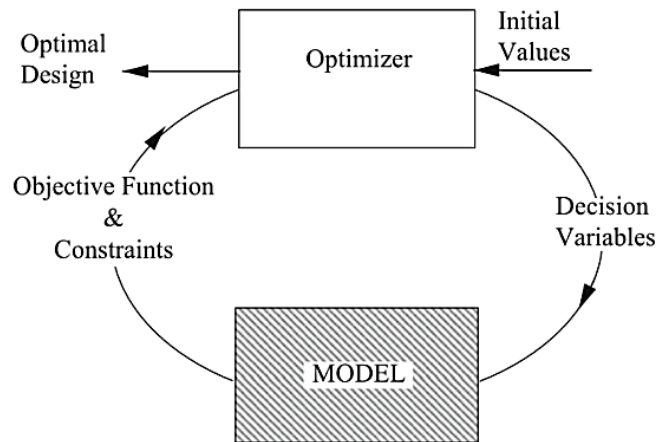 Optimal
Design
Optimizer
Initial
Values
Objective Function
&
Constraints
Decision
Variables
MODEL